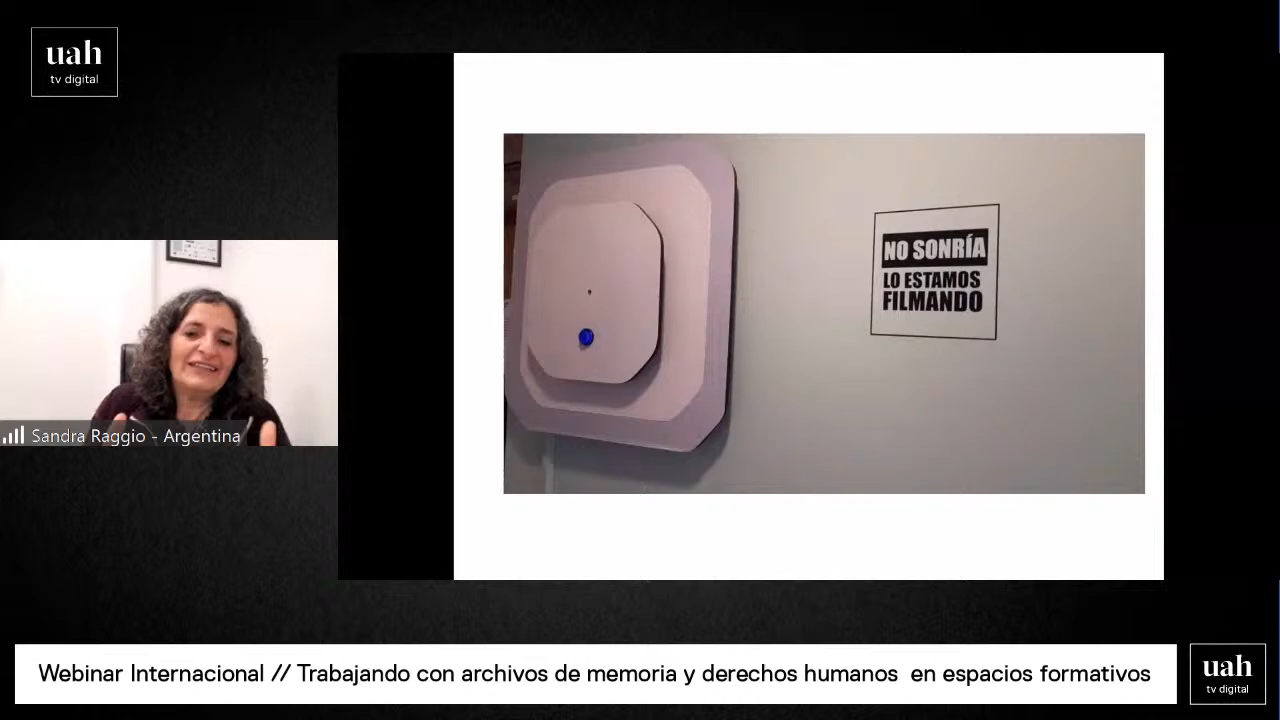 uah
tv digital
NO SONRÍA
LO ESTAMOS
FILMANDO
Sandra Raggio - Argentina
Webinar Internacional // Trabajando con archivos de memoria y derechos humanos en espacios formativos
uah
tv digital